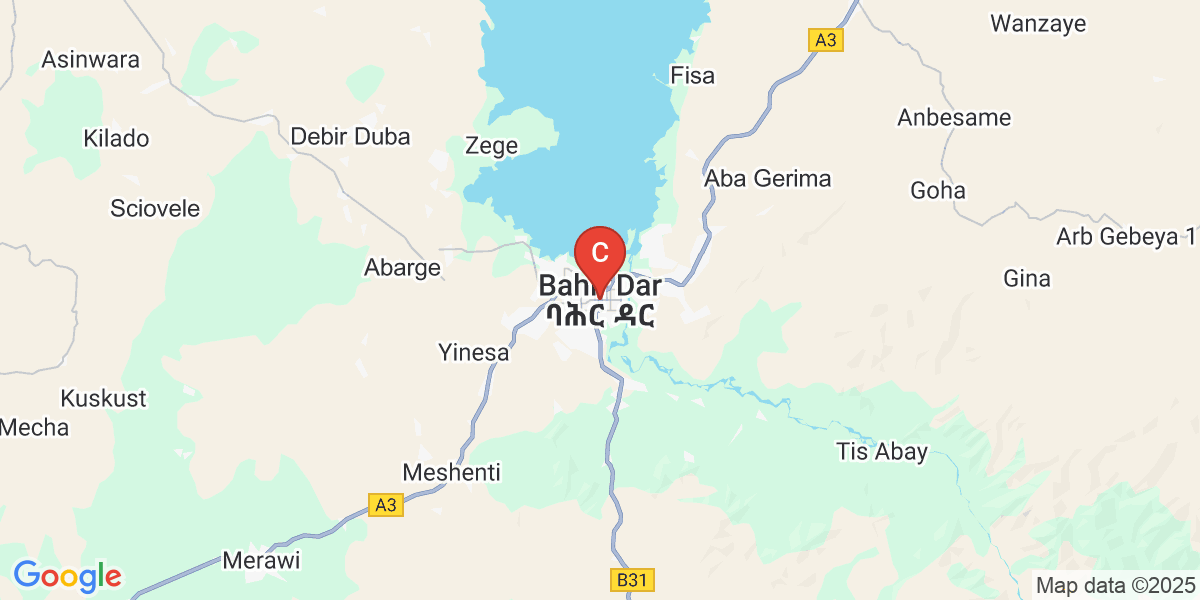 Wanzaye
A3
Asinwara
Fisa
Anbesame
Kilado
Debir Duba
Zege
Aba Gerima
Goha
Sciovele
Arb Gebeya 1
C
Abarge
Gina
Bahir Dar
ባሕር ዳር
Yinesa
Kuskust
Mecha
Tis Abay
Meshenti
A3
Merawi
Google
B31
Map data ©2025